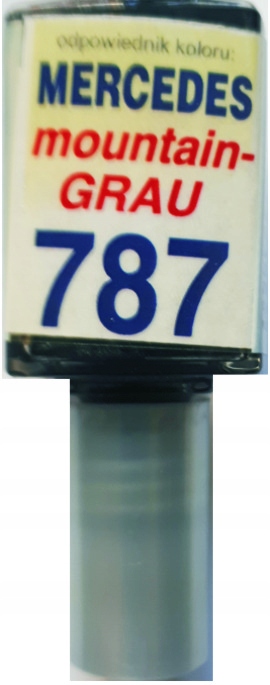 odpowiednik koloru:
MERCEDES
mountain-
GRAU
787